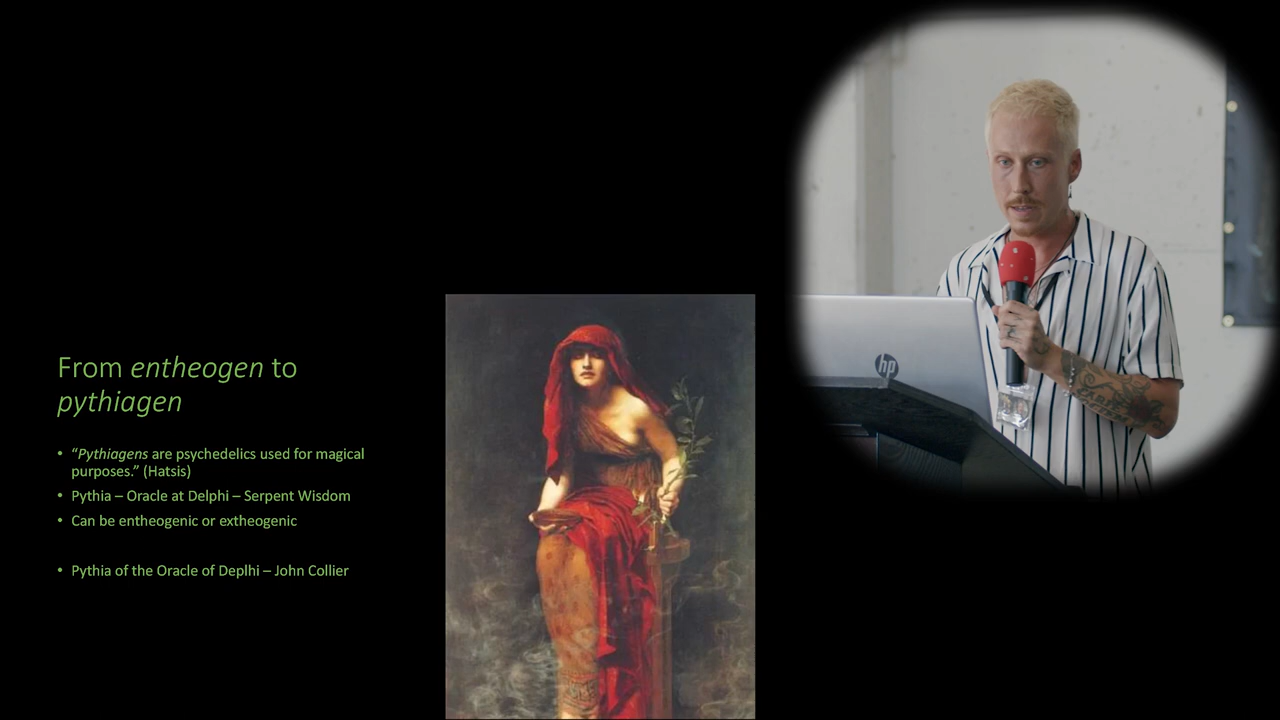 From entheogen to
pythiagen
• “Pythiagens are psychedelics used for magical
purposes.” (Hatsis)
• Pythia – Oracle at Delphi – Serpent Wisdom
• Can be entheogenic or extheogenic
• Pythia of the Oracle of Deplhi – John Collier
hp